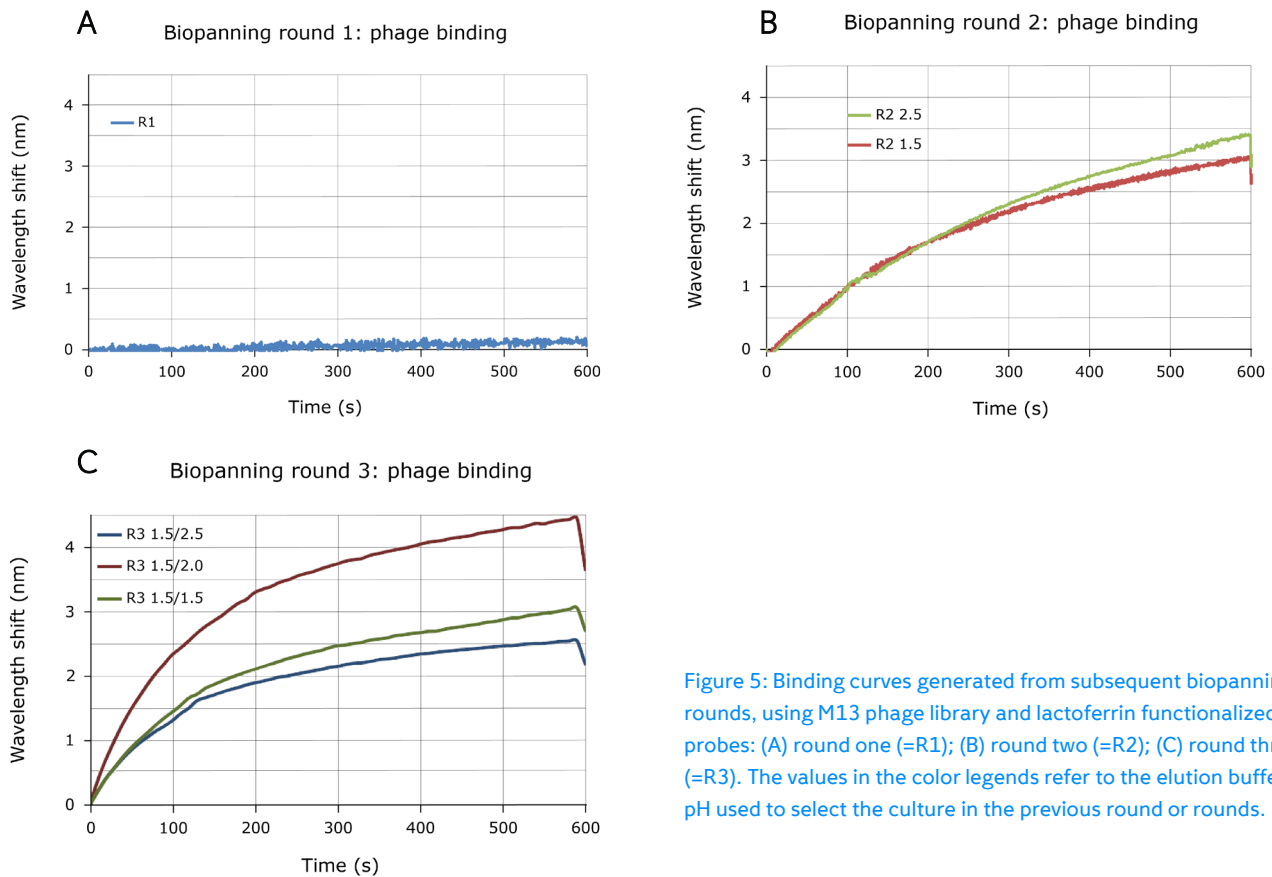 A
Biopanning round 1: phage binding
Wavelength shift (nm)
4
3
2
1
0
R1
0 100 200 300 400 500 600
Time (s)
B
Biopanning round 2: phage binding
Wavelength shift (nm)
4
3
2
1
0
R2 2.5
R2 1.5
0 100 200 300 400 500 600
Time (s)
C
Biopanning round 3: phage binding
Wavelength shift (nm)
4
3
2
1
0
R3 1.5/2.5
R3 1.5/2.0
R3 1.5/1.5
0 100 200 300 400 500 600
Time (s)
Figure 5: Binding curves generated from subsequent
rounds, using M13 phage library and lactoferrin functionalized
probes: (A) round one (=R1); (B) round two (=R2); (C) round
(=R3). The values in the color legends refer to the elution
pH used to select the culture in the previous round or rounds.